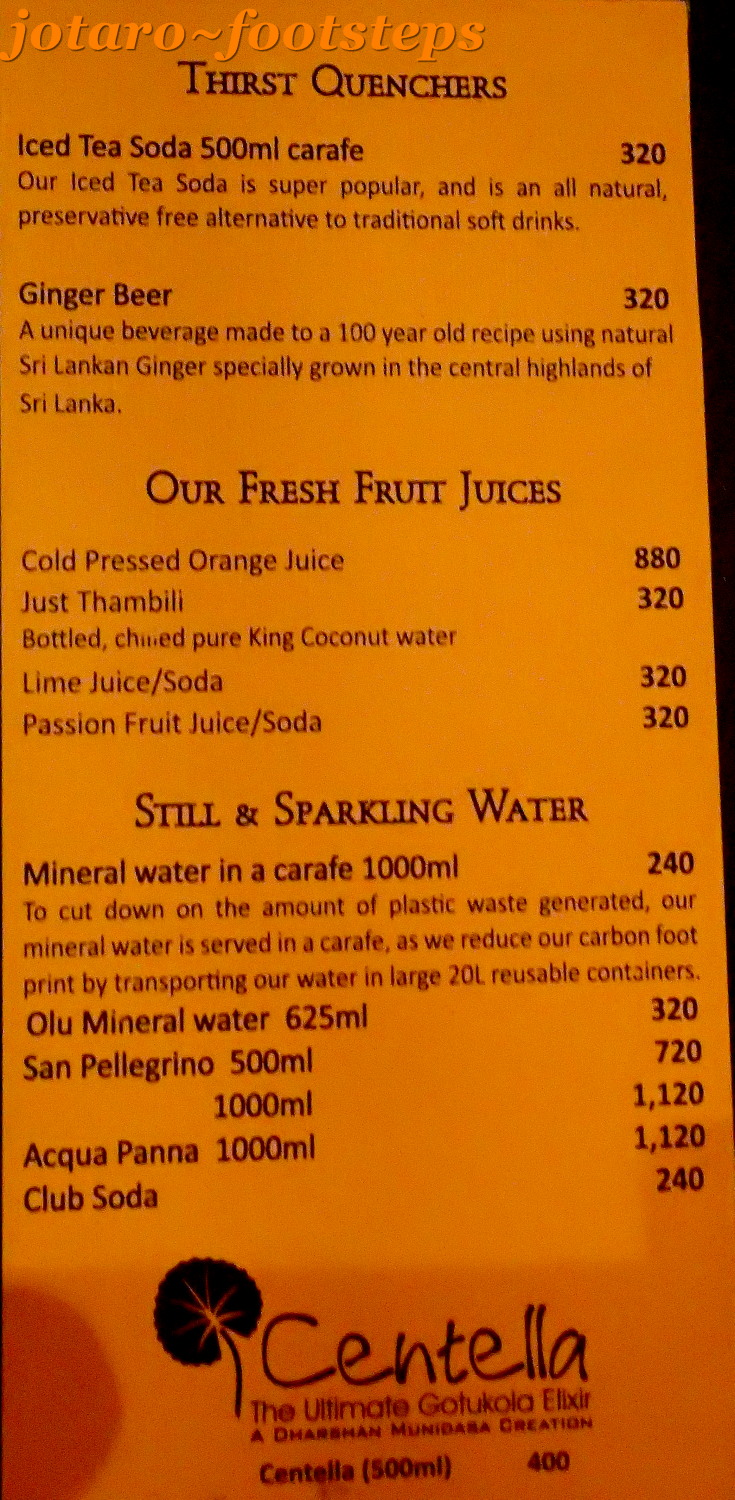 jotaro~footsteps
THIRST QUENCHERS
Iced Tea Soda 500ml carafe 320
Our Iced Tea Soda is super popular, and is an all natural,
preservative free alternative to traditional soft drinks.
Ginger Beer 320
A unique beverage made to a 100 year old recipe using natural
Sri Lankan Ginger specially grown in the central highlands of
Sri Lanka.
OUR FRESH FRUIT JUICES
Cold Pressed Orange Juice 880
Just Thambili 320
Bottled, chilled pure King Coconut water
Lime Juice/Soda 320
Passion Fruit Juice/Soda 320
STILL & SPARKLING WATER
Mineral water in a carafe 1000ml 240
To cut down on the amount of plastic waste generated, our
mineral water is served in a carafe, as we reduce our carbon foot
print by transporting our water in large 20L reusable containers.
Olu Mineral water 625ml 320
San Pellegrino 500ml 720
1000ml 1,120
Acqua Panna 1000ml 1,120
Club Soda 240
Centella
The Ultimate Gotukola Elixir
A DHARSHAN MUNIDASA CREATION
Centella (500ml) 400